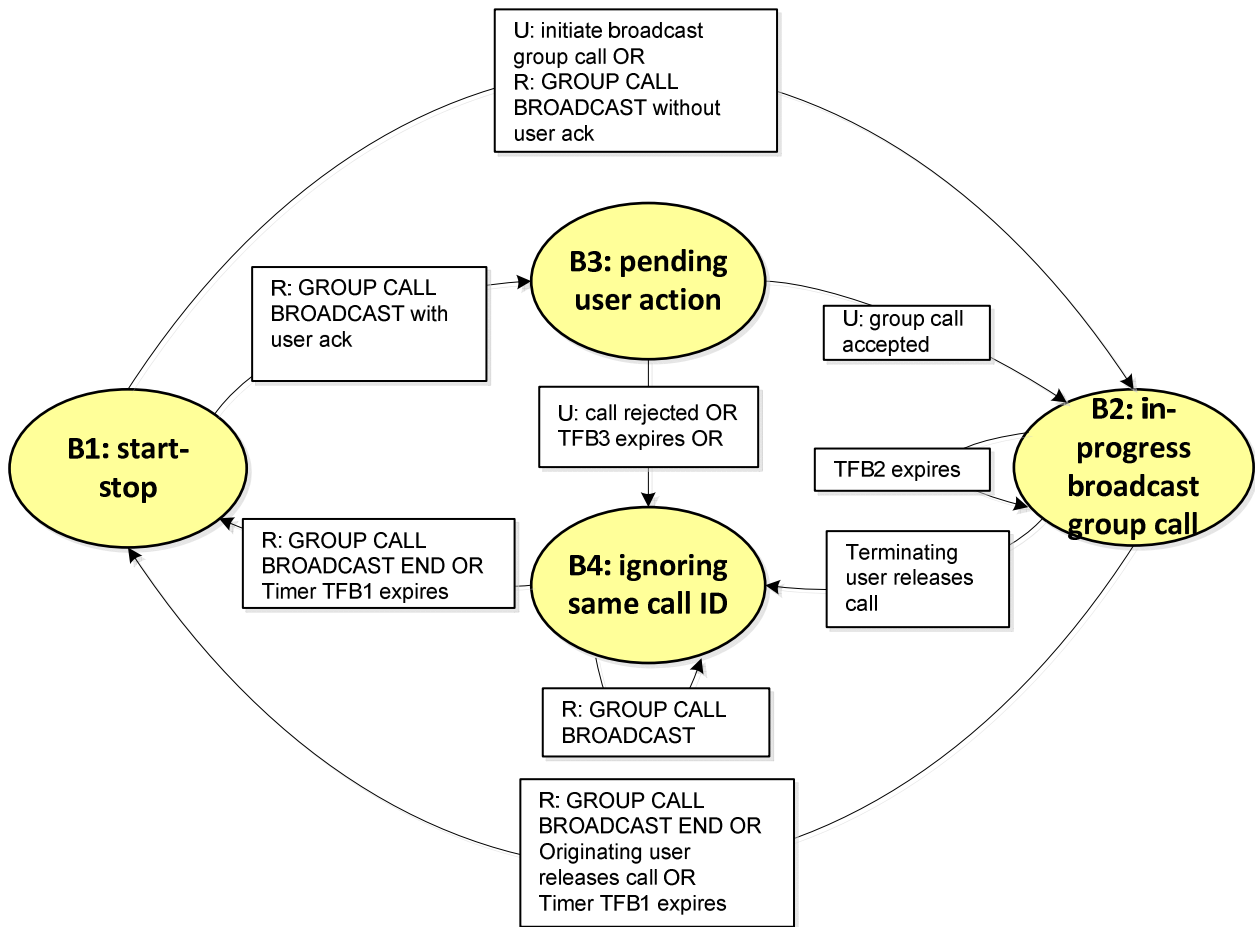 U: initiate broadcast
group call OR
R: GROUP CALL
BROADCAST without
user ack
B3: pending
user action
R: GROUP CALL
BROADCAST with
user ack
U: group call
accepted
B1: start-
stop
U: call rejected OR
TFB3 expires OR
B2: in-
progress
broadcast
group call
TFB2 expires
R: GROUP CALL
BROADCAST END OR
Timer TFB1 expires
B4: ignoring
same call ID
Terminating
user releases
call
R: GROUP CALL
BROADCAST
R: GROUP CALL
BROADCAST END OR
Originating user
releases call OR
Timer TFB1 expires